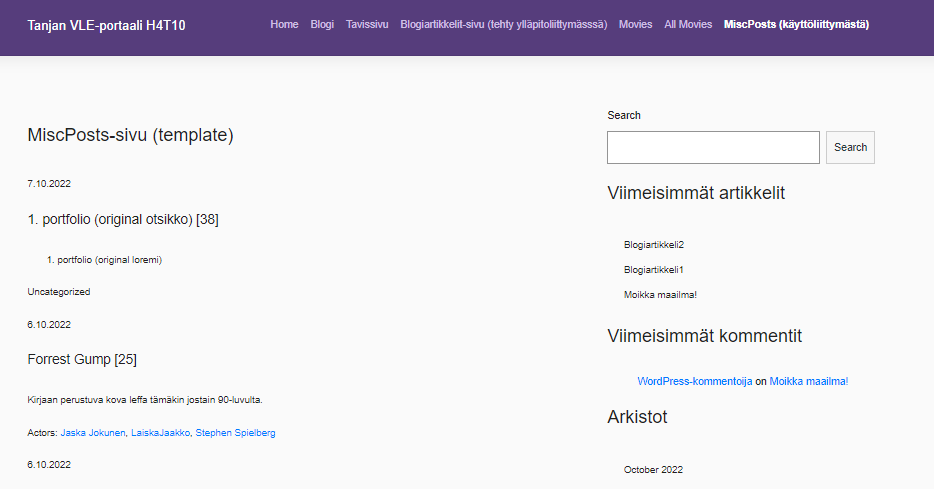 Tanjan VLE-portaali H4T10
Home Blogi Tavissivu Blogiartikkelit-sivu (tehty ylläpitoliittymässsä) Movies All Movies MiscPosts (käyttöliittymästä)
MiscPosts-sivu (template)
7.10.2022
1. portfolio (original otsikko) [38]
1. portfolio (original loremi)
Uncategorized
6.10.2022
Forrest Gump [25]
Kirjaan perustuva kova leffa tämäkin jostain 90-luvulta.
Actors: Jaska Jokunen, LaiskaJaakko, Stephen Spielberg
6.10.2022
Search
Search
Viimeisimmät artikkelit
Blogiartikkeli2
Blogiartikkeli1
Moikka maailma!
Viimeisimmät kommentit
WordPress-kommentoija on Moikka maailma!
Arkistot
October 2022